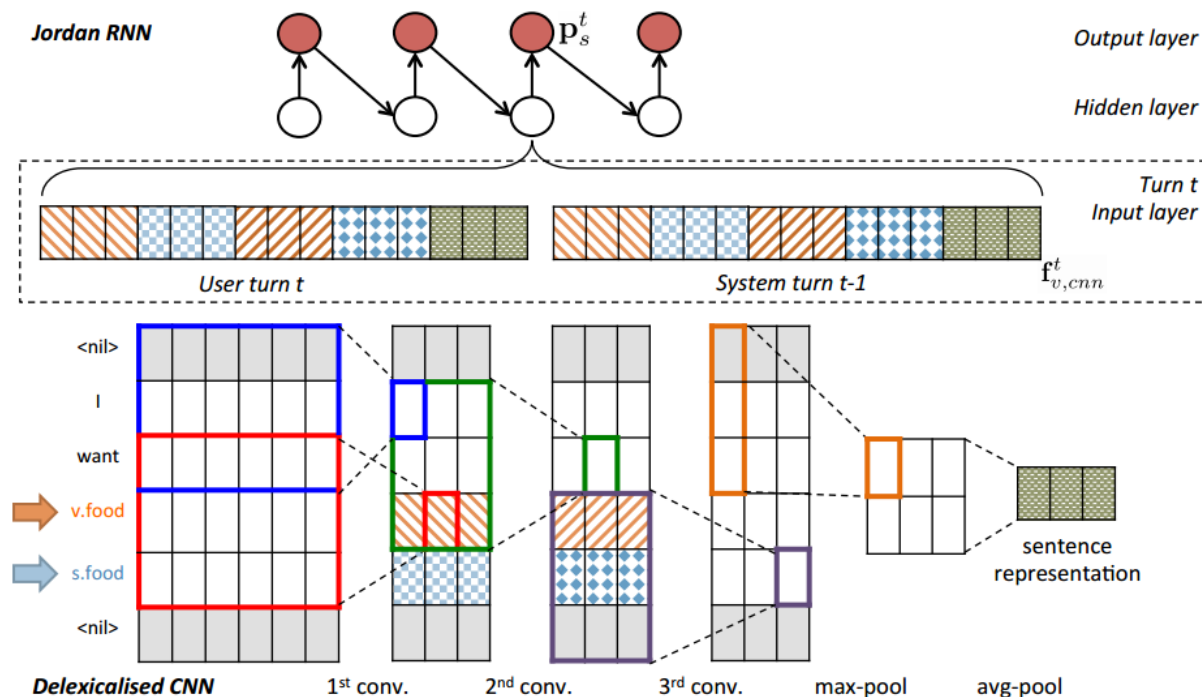 Jordan RNN
p_s^t
Output layer
Hidden layer
Turn t
Input layer
User turn t
System turn t-1
f_{v,cnn}^t
<nil>
I
want
v.food
s.food
<nil>
sentence
representation
Delexicalised CNN 1st conv. 2nd conv. 3rd conv. max-pool avg-pool